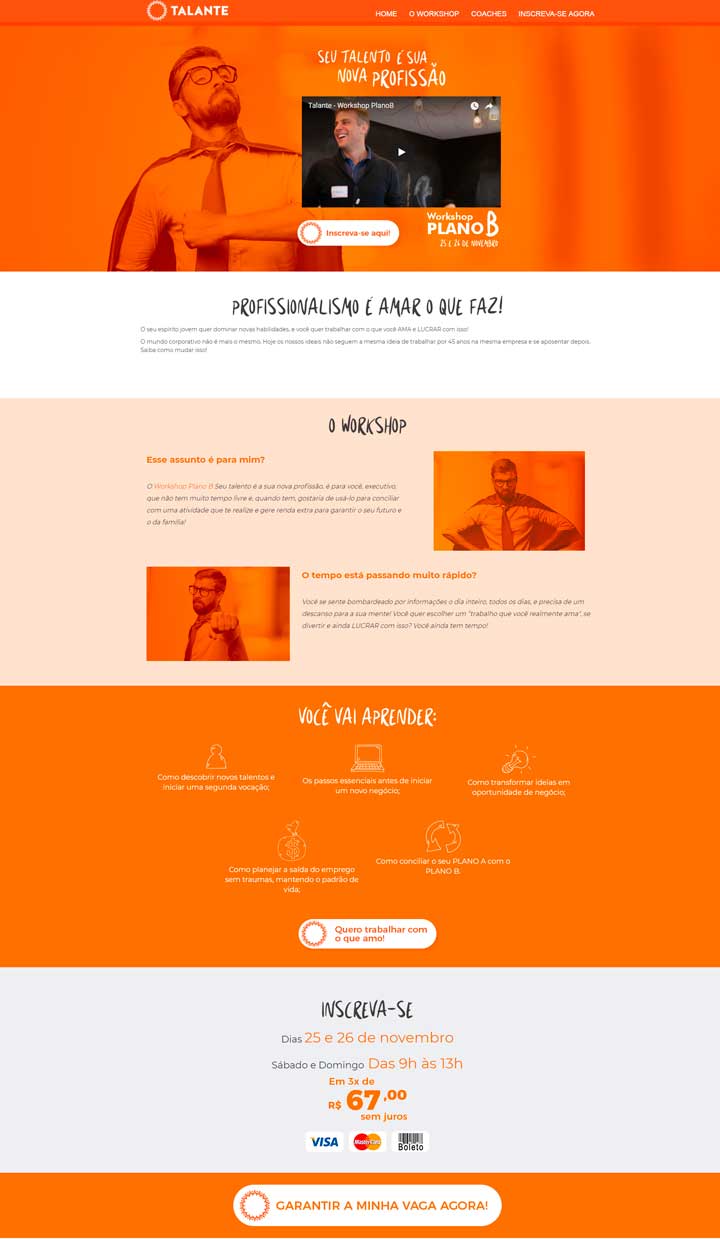 TALANTE
HOME O WORKSHOP COACHES INSCREVA-SE AGORA
SEU TALENTO É SUA
NOVA PROFISSÃO
Talante - Workshop PlanoB
Inscreva-se aqui!
Workshop
PLANO B
25 E 26 DE NOVEMBRO
PROFISSIONALISMO É AMAR O QUE FAZ!
O seu espírito jovem quer dominar novas habilidades, e você quer trabalhar com o que você AMA e LUCRAR com isso!
O mundo corporativo não é mais o mesmo. Hoje os nossos ideais não seguem a mesma ideia de trabalhar por 45 anos na mesma empresa e se aposentar depois.
Saiba como mudar isso!
O WORKSHOP
Esse assunto é para mim?
O Workshop Plano B Seu talento é a sua nova profissão, é para você, executivo,
que não tem muito tempo livre e, quando tem, gostaria de usá-lo para conciliar
com uma atividade que te realize e gere renda extra para garantir o seu futuro e
o da família!
O tempo está passando muito rápido?
Você se sente bombardeado por informações o dia inteiro, todos os dias, e precisa de um
descanso para a sua mente! Você quer escolher um "trabalho que você realmente ama", se
divertir e ainda LUCRAR com isso? Você ainda tem tempo!
VOCÊ VAI APRENDER:
Como descobrir novos talentos e
iniciar uma segunda vocação;
Os passos essenciais antes de iniciar
um novo negócio;
Como transformar ideias em
oportunidade de negócio;
Como planejar a saída do emprego
sem traumas, mantendo o padrão de
vida;
Como conciliar o seu PLANO A com o
PLANO B.
Quero trabalhar com
o que amo!
INSCREVA-SE
Dias 25 e 26 de novembro
Sábado e Domingo Das 9h às 13h
Em 3x de
R$ 67,00
sem juros
VISA MasterCard Boleto
GARANTIR A MINHA VAGA AGORA!